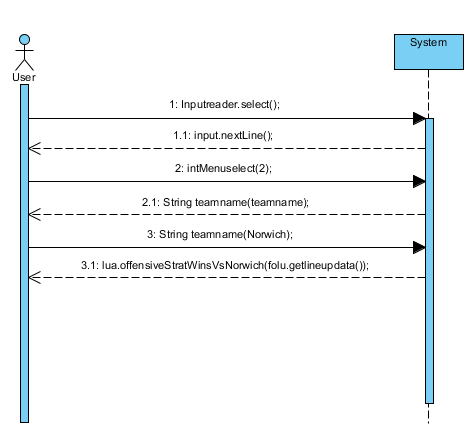 System
User
1: Inputreader.select();
1.1: input.nextLine();
2: intMenuselect(2);
2.1: String teamname(teamname);
3: String teamname(Norwich);
3.1: lua.offensiveStratWinsVsNorwich(folu.getlineupdata());